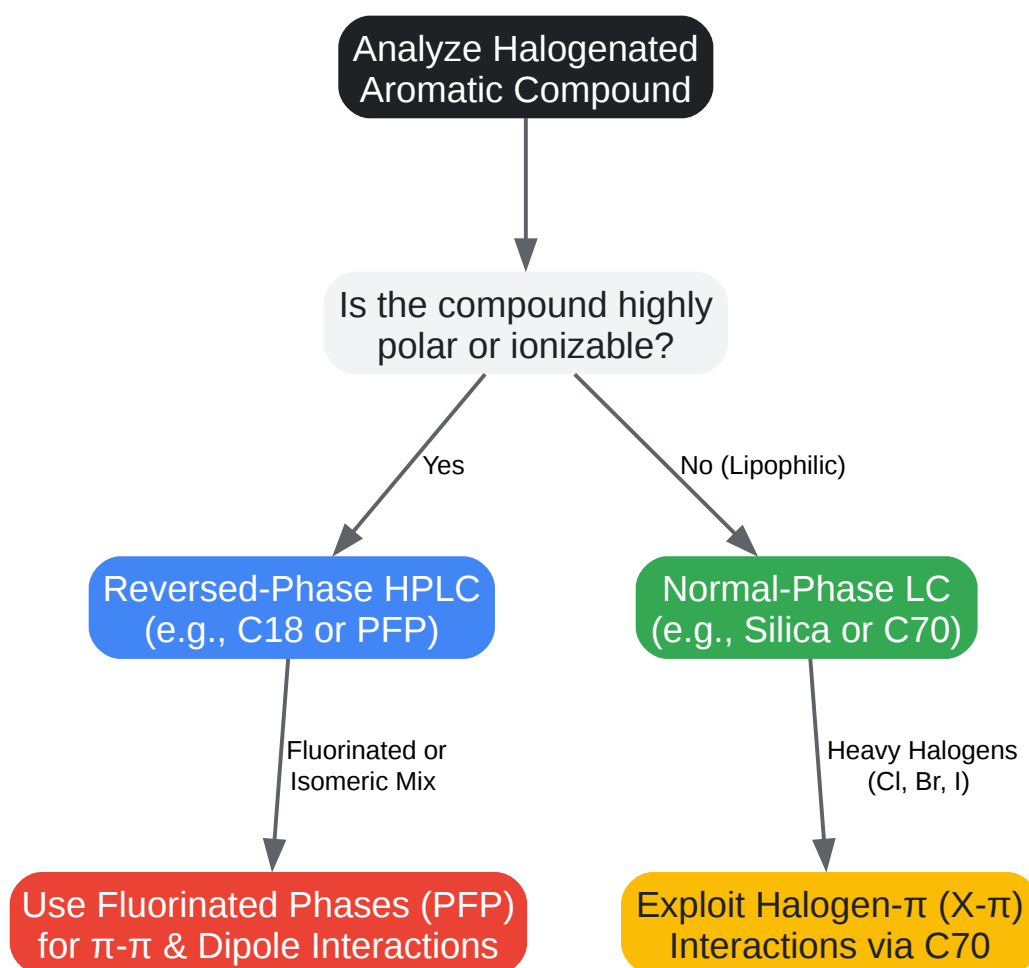 Analyze Halogenated
Aromatic Compound
Is the compound highly
polar or ionizable?
Yes
No (Lipophilic)
Reversed-Phase HPLC
(e.g., C18 or PFP)
Normal-Phase LC
(e.g., Silica or C70)
Fluorinated or
Isomeric Mix
Heavy Halogens
(Cl, Br, I)
Use Fluorinated Phases (PFP)
for π-π & Dipole Interactions
Exploit Halogen-π (X-π)
Interactions via C70